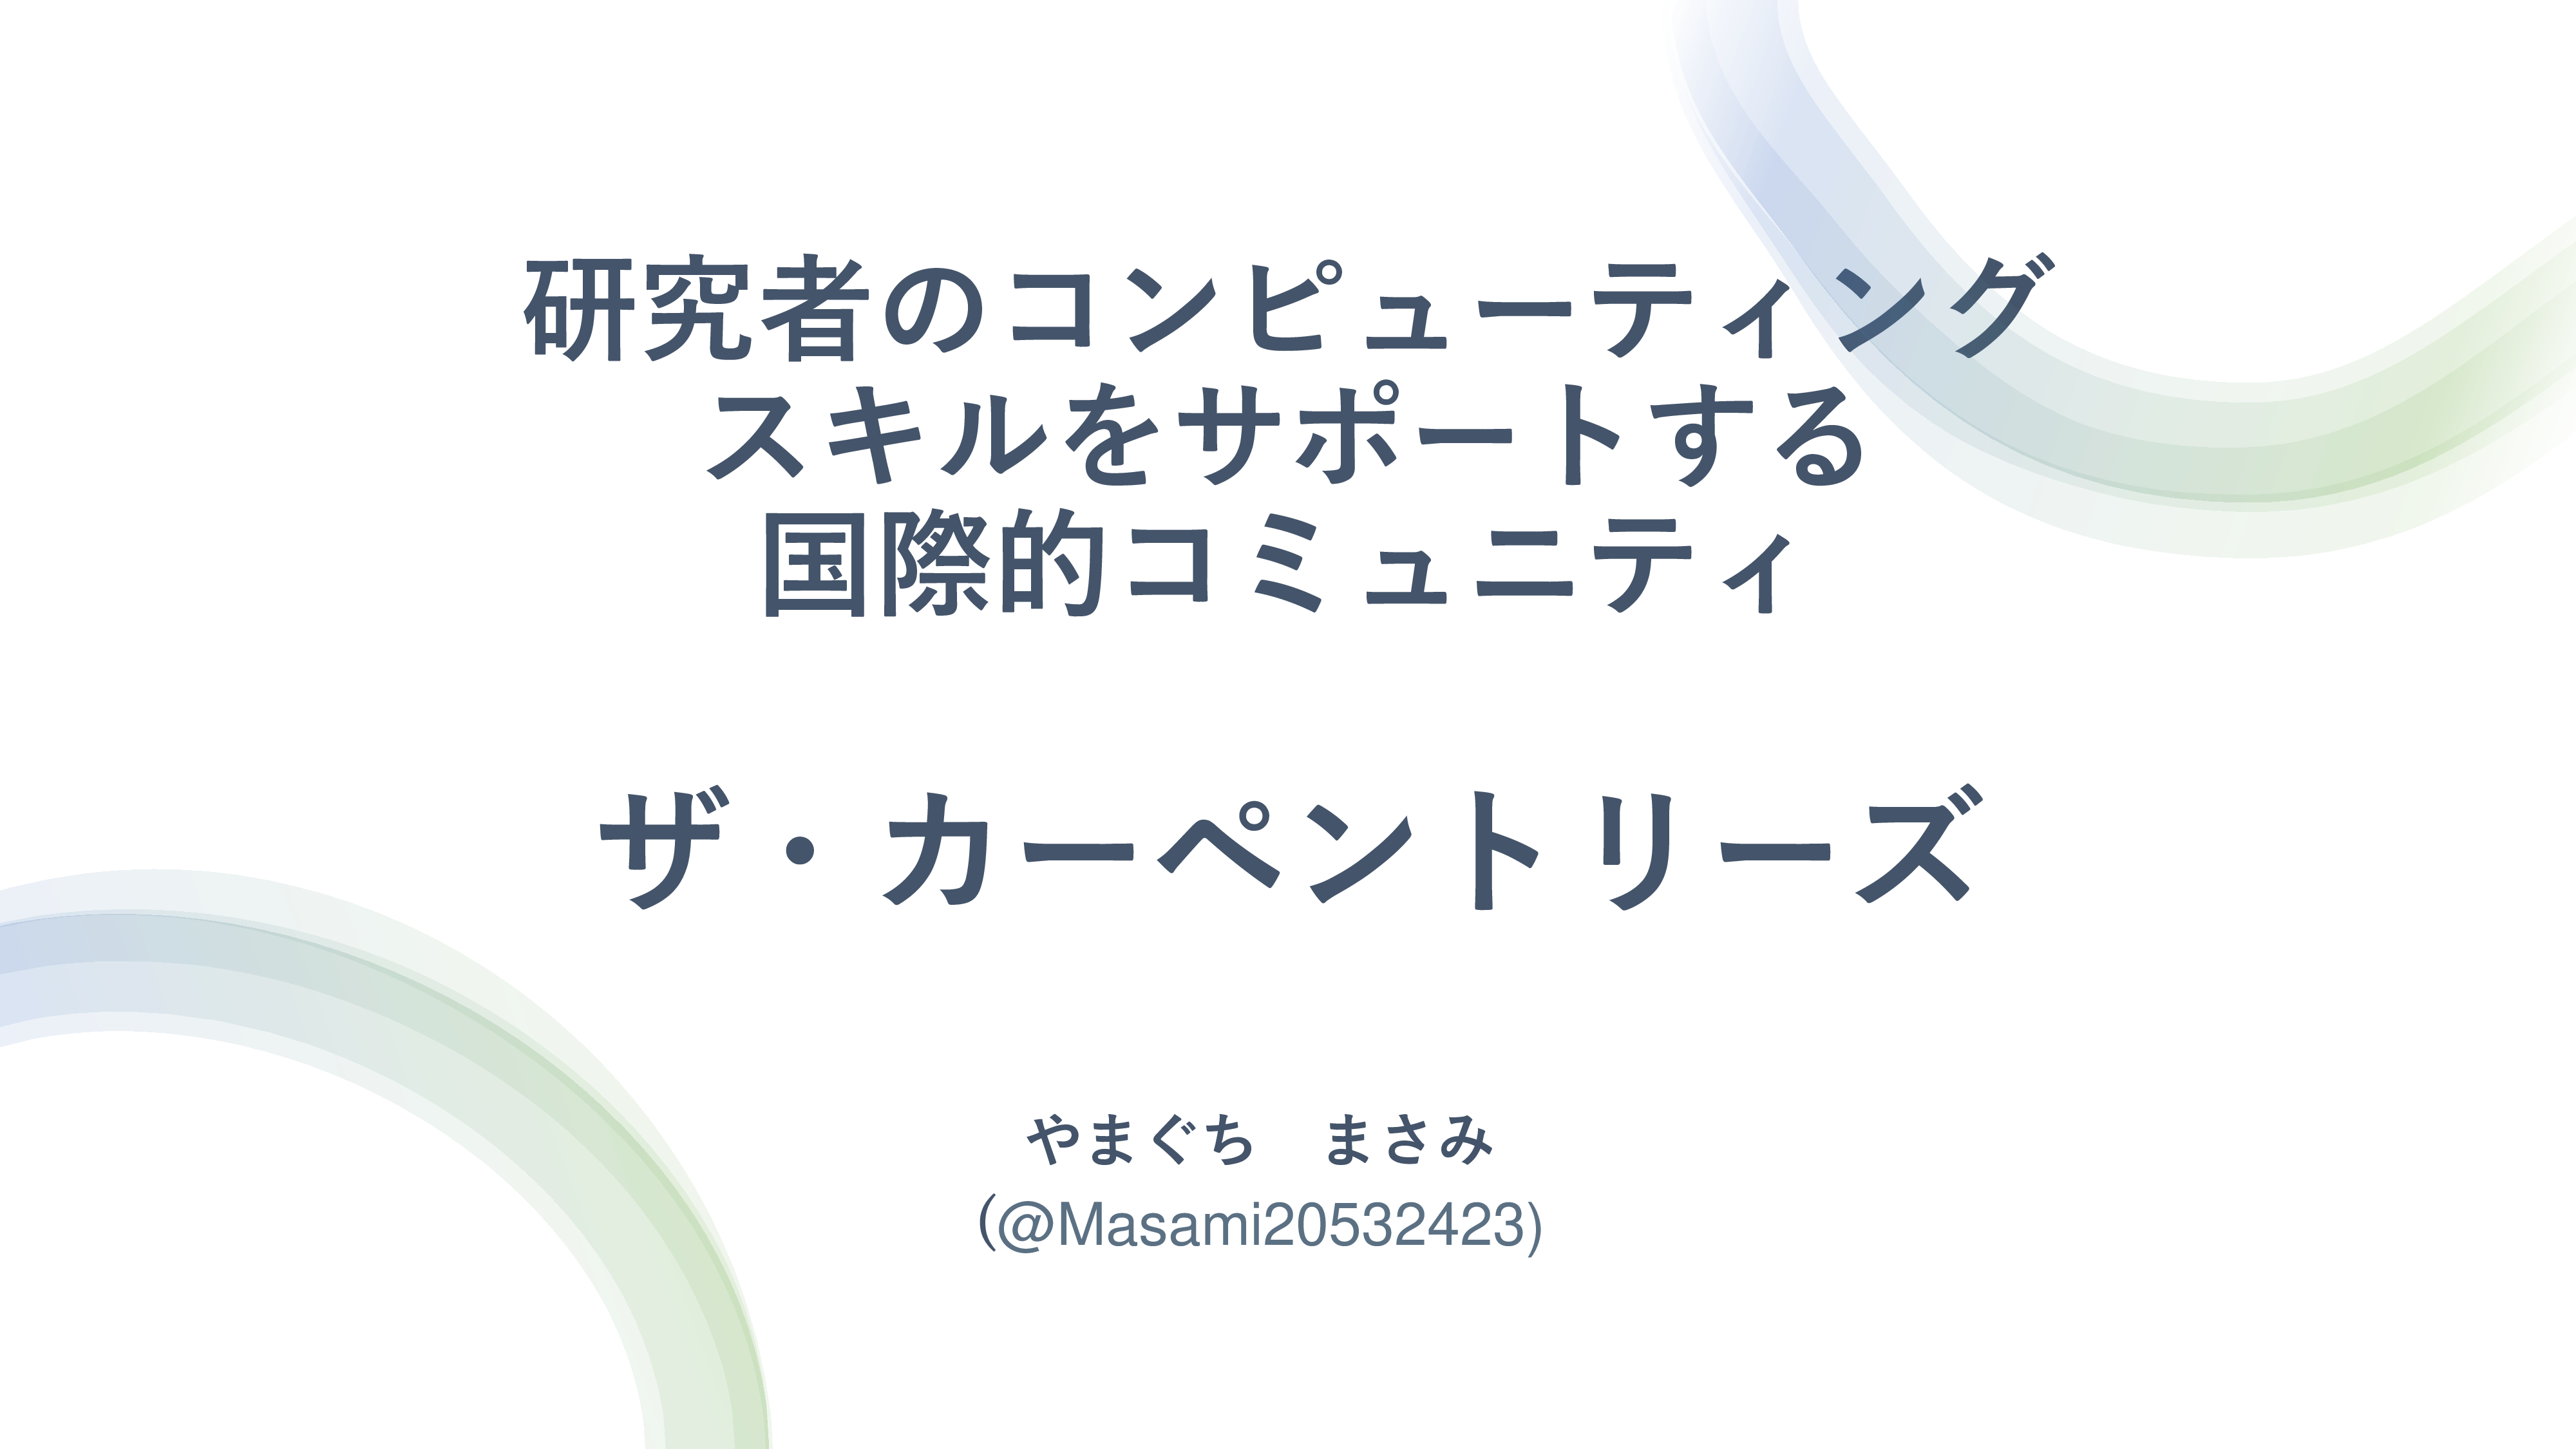 研究者のコンピューティング
スキルをサポートする
国際的コミュニティ
ザ・カーペントリーズ
やまぐち　まさみ
(@Masami20532423)